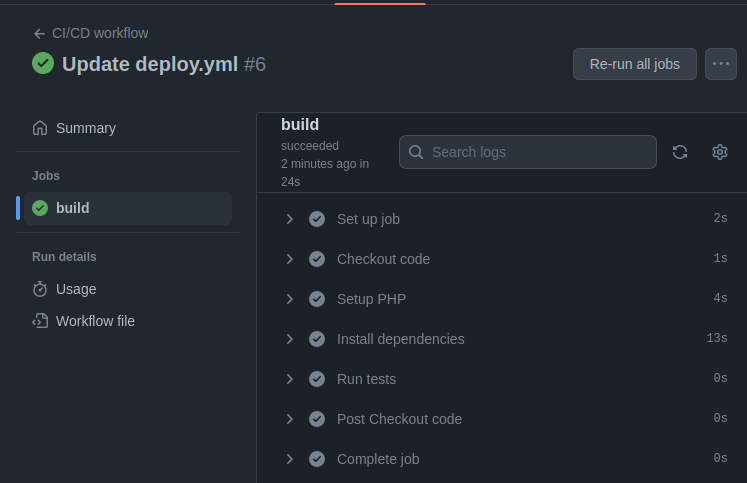 CI/CD workflow
Update deploy.yml #6
Re-run all jobs
Summary
Jobs
build
Run details
Usage
Workflow file
build
succeeded
2 minutes ago in
24s
Search logs
Set up job 2s
Checkout code 1s
Setup PHP 4s
Install dependencies 13s
Run tests 0s
Post Checkout code 0s
Complete job 0s